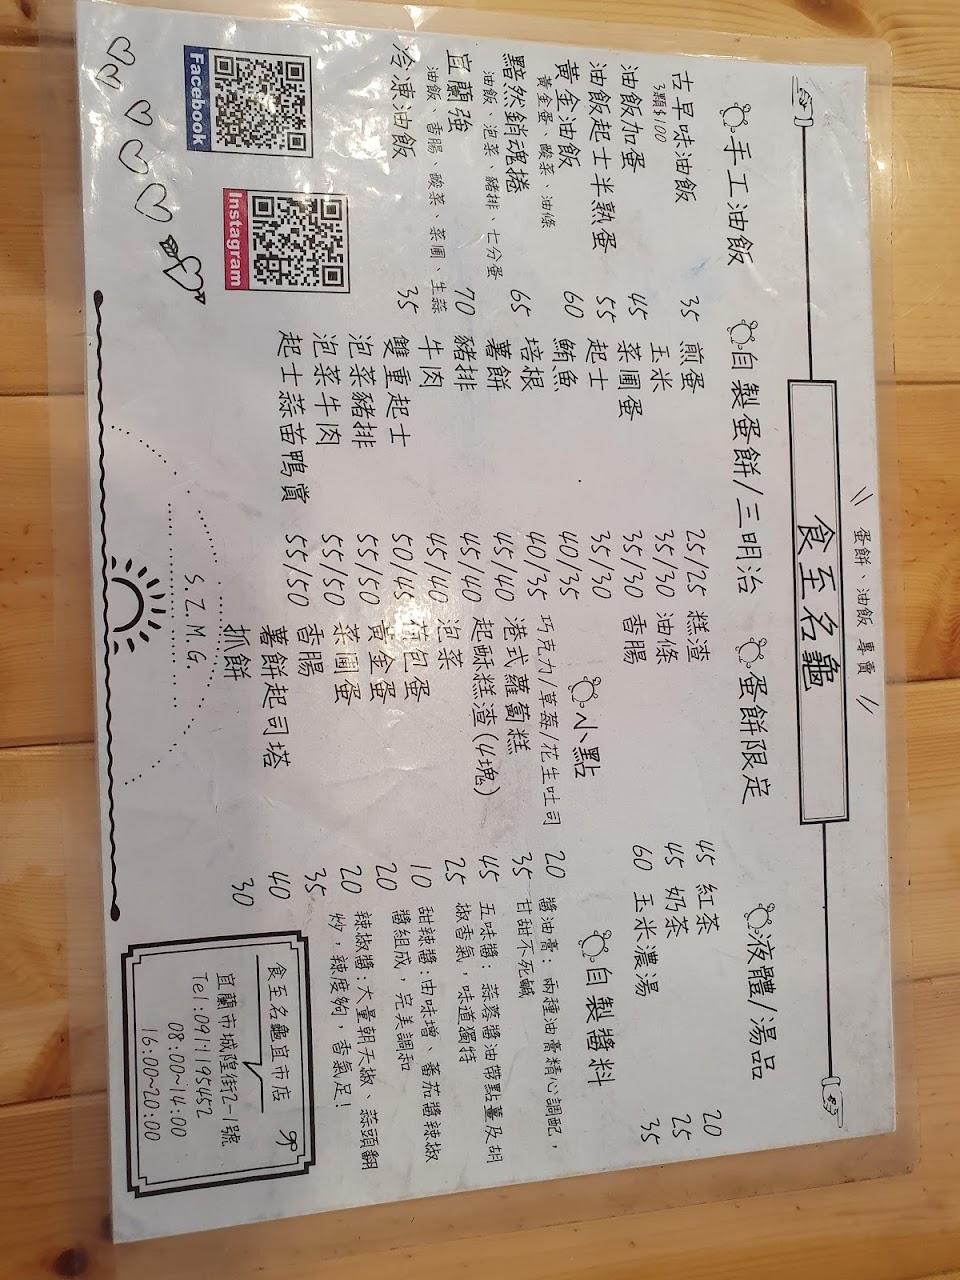 蛋餅、油飯 專賣
食至名龜
手工油飯
古早味油飯 35
3顆$100
油飯加蛋 45
油飯起士半熟蛋 55
黃金油飯 60
黃金蛋、酸菜、油條
黯然銷魂捲 65
油飯、泡菜、豬排、七分蛋
宜蘭強 70
油飯、香腸、酸菜、菜圃、生蒜
冷凍油飯 35
自製蛋餅/三明治
煎蛋 25/25
玉米 35/30
菜圃蛋 35/30
起士 35/30
鮪魚 40/35
培根 40/35
薯餅 45/40
豬排 45/40
牛肉 45/40
雙重起士 50/45
泡菜豬排 55/50
泡菜牛肉 55/50
起士蒜苗鴨賞 55/50
蛋餅限定
糕渣 45
油條 45
香腸 60
小點
巧克力/草莓/花生吐司 20
港式蘿蔔糕 35
起酥糕渣(4塊) 45
泡菜 25
荷包蛋 10
黃金蛋 20
菜圃蛋 20
香腸 35
薯餅起司塔 40
抓餅 30
液體/湯品
紅茶 20
奶茶 25
玉米濃湯 35
自製醬料
醬油膏:兩種油膏精心調配，
甘甜不死鹹
五味醬:蒜蓉醬油帶點薑及胡
椒香氣，味道獨特
甜辣醬:由味增、番茄醬辣椒
醬組成，完美調和
辣椒醬:大量朝天椒、蒜頭翻
炒，辣度夠，香氣足!
Facebook
Instagram
S.Z.M.G.
食至名龜宜市店
宜蘭市城隍街2-1號
Tel:0911195452
08:00~14:00
16:00~20:00